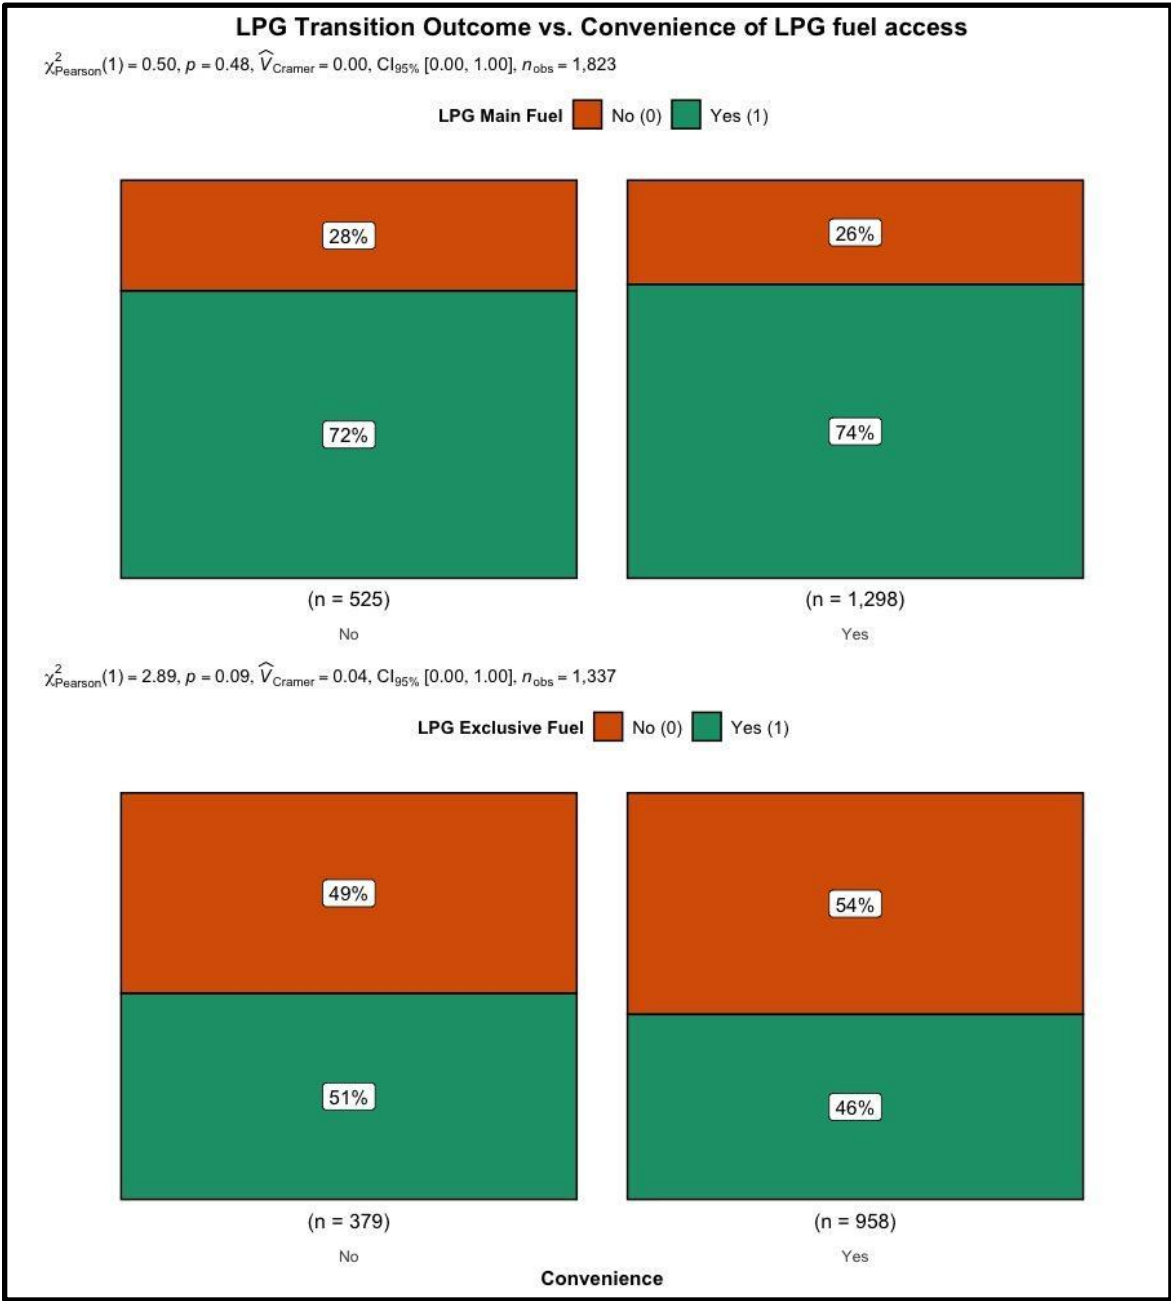 LPG Transition Outcome vs. Convenience of LPG fuel access
χ²Pearson(1) = 0.50, p = 0.48, V̂Cramer = 0.00, CI95% [0.00, 1.00], nobs = 1,823
LPG Main Fuel No (0) Yes (1)
28% 26%
72% 74%
(n = 525) (n = 1,298)
No Yes
χ²Pearson(1) = 2.89, p = 0.09, V̂Cramer = 0.04, CI95% [0.00, 1.00], nobs = 1,337
LPG Exclusive Fuel No (0) Yes (1)
49% 54%
51% 46%
(n = 379) (n = 958)
No Yes
Convenience